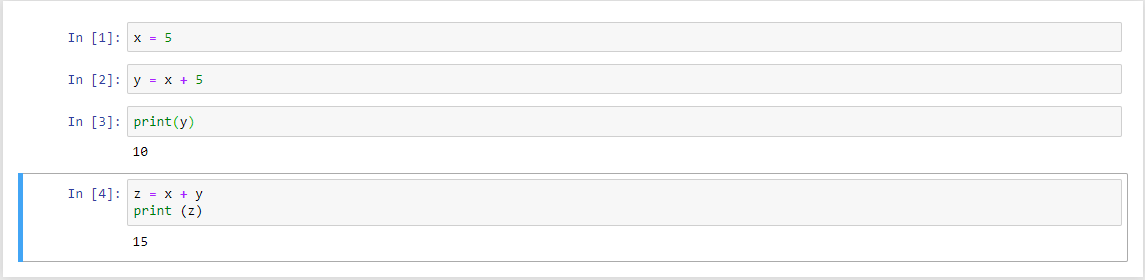 In [1]: x = 5
In [2]: y = x + 5
In [3]: print(y)
10
In [4]: z = x + y
print (z)
15